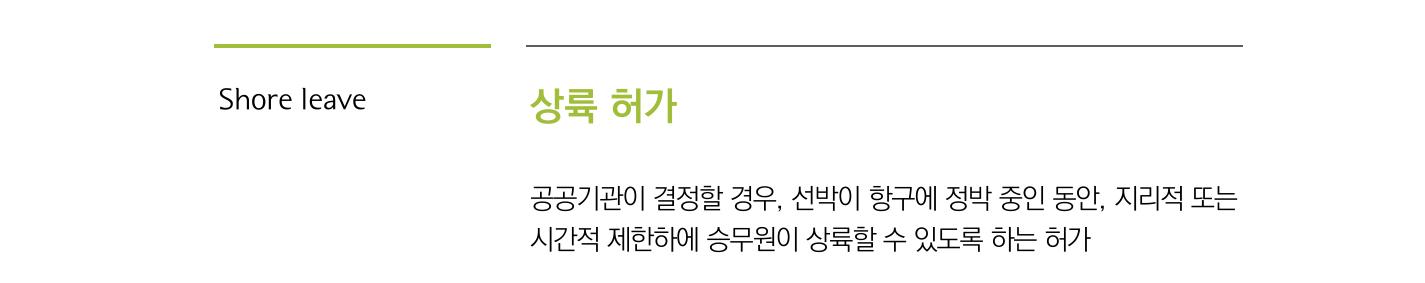 Shore leave
상륙 허가
공공기관이 결정할 경우, 선박이 항구에 정박 중인 동안, 지리적 또는
시간적 제한하에 승무원이 상륙할 수 있도록 하는 허가